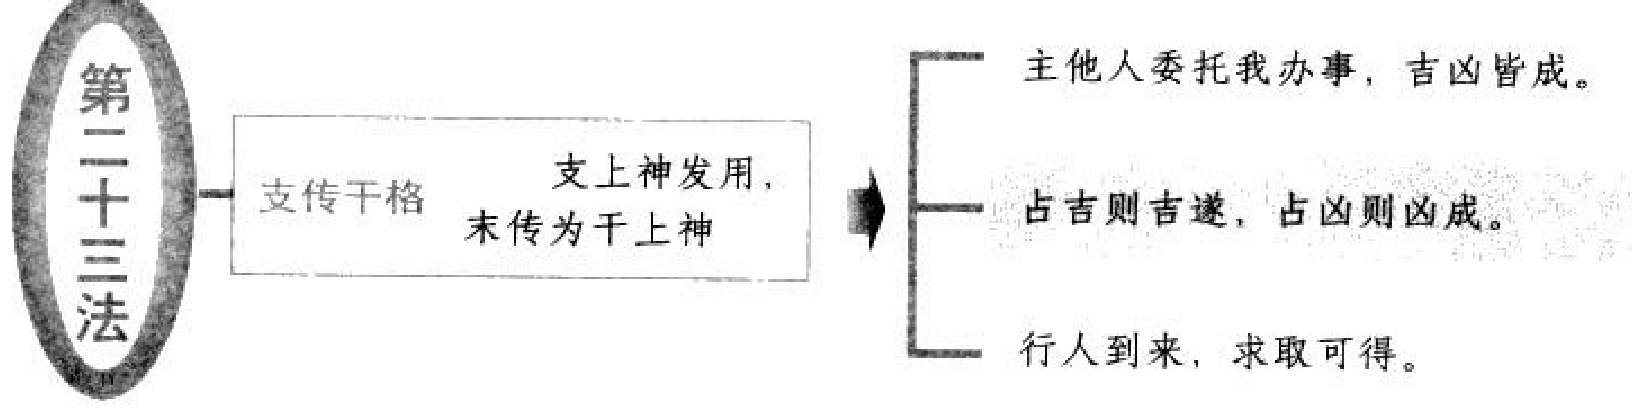 第二十三法
支传干格
支上神发用，
末传为干上神
主他人委托我办事，吉凶皆成。
占吉则吉遂，占凶则凶成。
行人到来，求取可得。